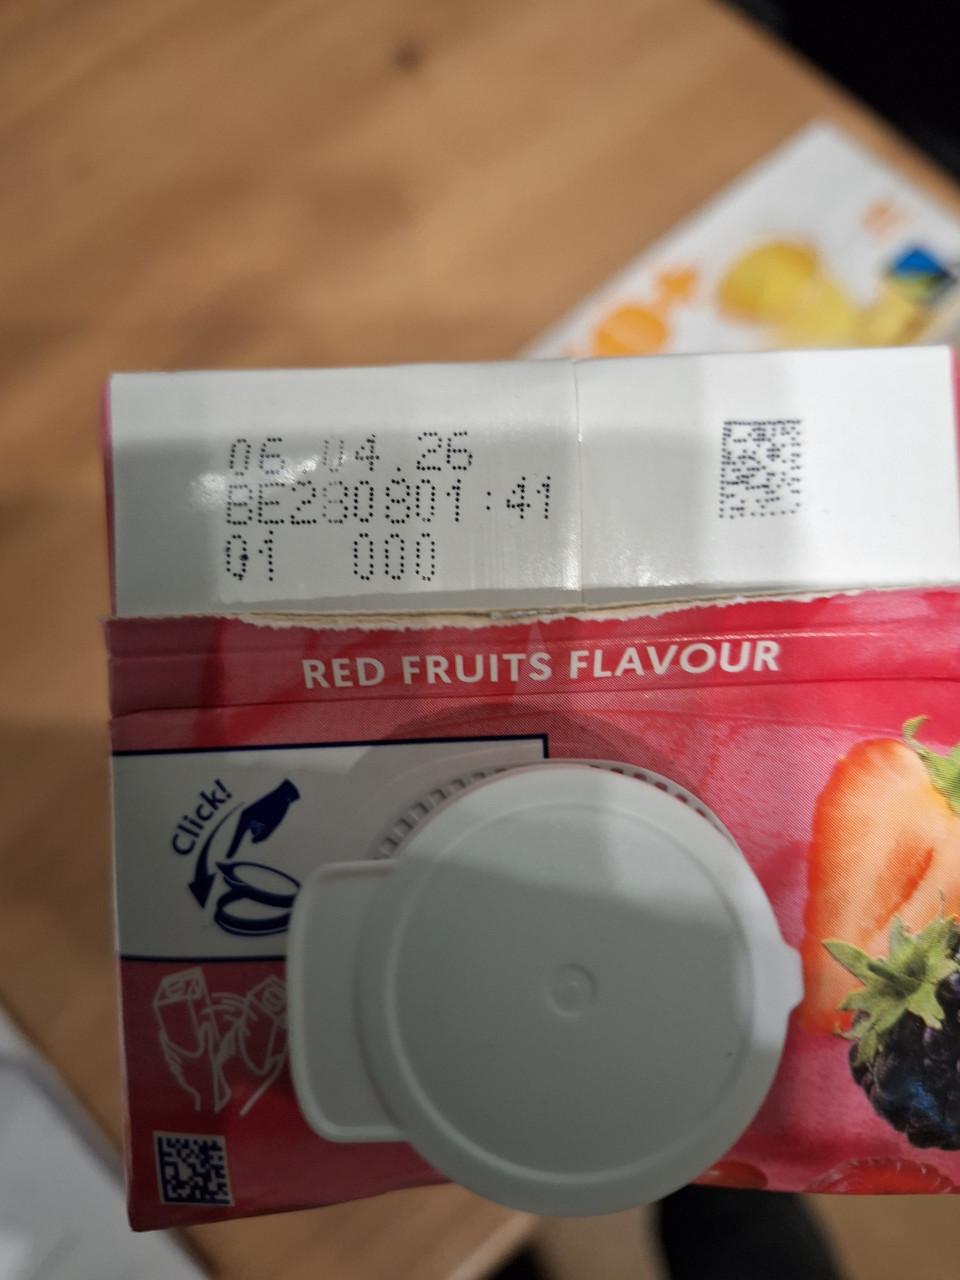 06.04.26
BE280801:41
01 000
RED FRUITS FLAVOUR
Click!